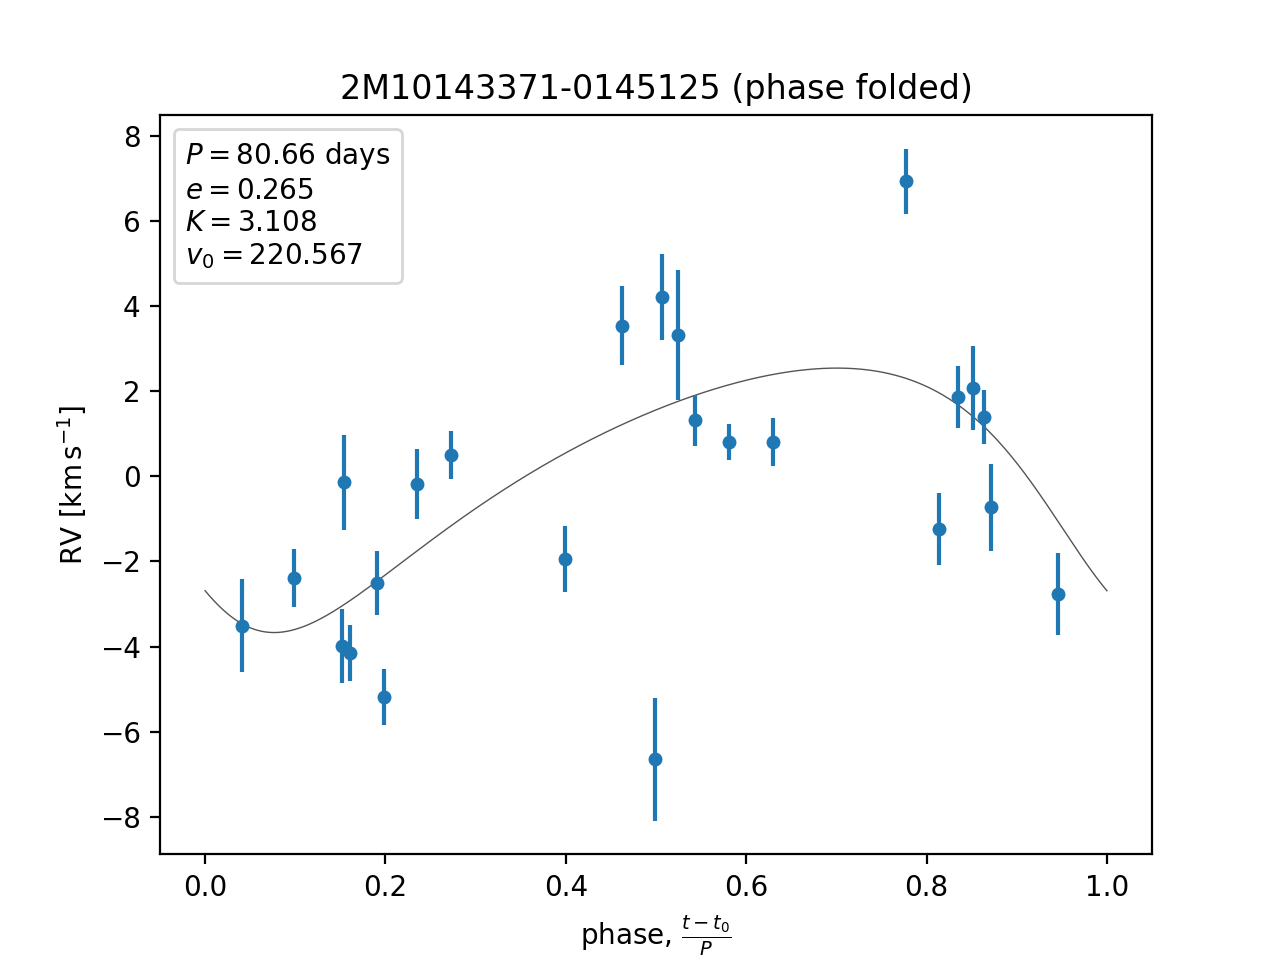 2M10143371-0145125 (phase folded)
P = 80.66 days
e = 0.265
K = 3.108
v₀ = 220.567
8
6
4
2
0
−2
−4
−6
−8
RV [km s⁻¹]
0.0 0.2 0.4 0.6 0.8 1.0
phase, (t − t₀)/P